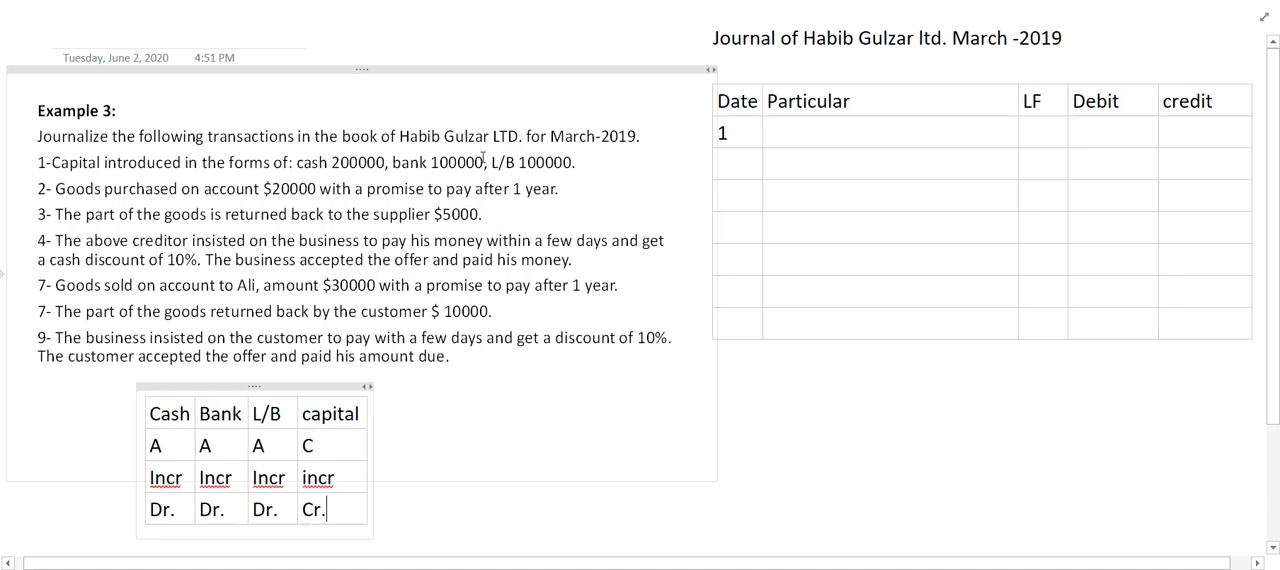 Tuesday, June 2, 2020 4:51 PM
Example 3:
Journalize the following transactions in the book of Habib Gulzar LTD. for March-2019.
1-Capital introduced in the forms of: cash 200000, bank 100000, L/B 100000.
2- Goods purchased on account $20000 with a promise to pay after 1 year.
3- The part of the goods is returned back to the supplier $5000.
4- The above creditor insisted on the business to pay his money within a few days and get
a cash discount of 10%. The business accepted the offer and paid his money.
7- Goods sold on account to Ali, amount $30000 with a promise to pay after 1 year.
7- The part of the goods returned back by the customer $ 10000.
9- The business insisted on the customer to pay with a few days and get a discount of 10%.
The customer accepted the offer and paid his amount due.
Cash Bank L/B capital
A A A C
Incr Incr Incr incr
Dr. Dr. Dr. Cr.
Journal of Habib Gulzar ltd. March -2019
Date Particular LF Debit credit
1